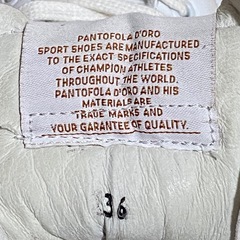 PANTOFOLA D'ORO
SPORT SHOES ARE MANUFACTURED
TO THE EXACT SPECIFICATIONS
OF CHAMPION ATHLETES
THROUGHOUT THE WORLD.
PANTOFOLA D'ORO AND HIS
MATERIALS ARE
TRADE MARKS AND
YOUR GARANTEE OF QUALITY.
36